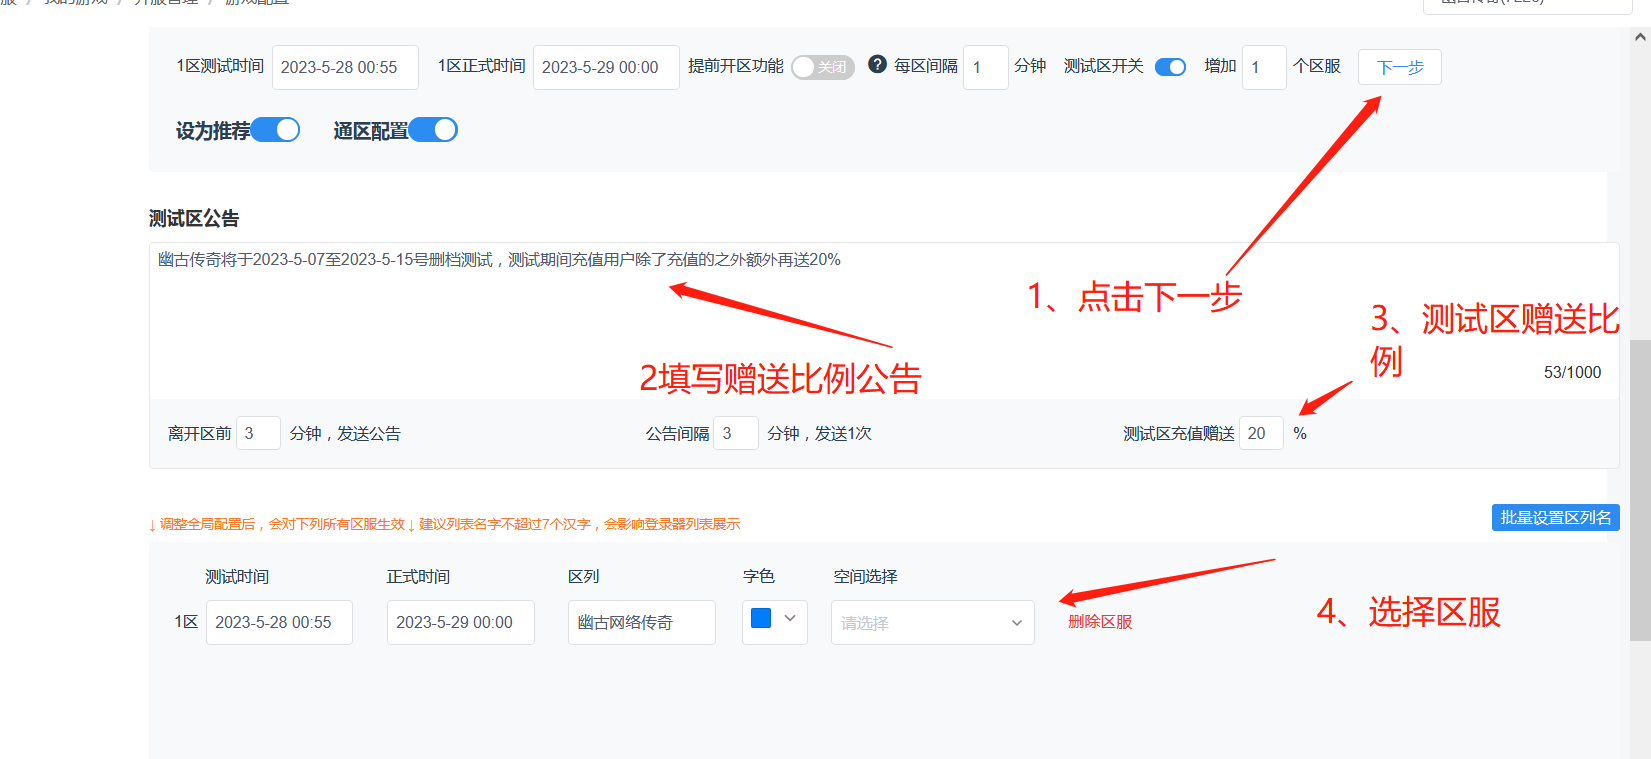 服 / 我的游戏 / 开服管理 / 游戏配置
1区测试时间 2023-5-28 00:55 1区正式时间 2023-5-29 00:00 提前开区功能 关闭 ? 每区间隔 1 分钟 测试区开关 增加 1 个区服 下一步
设为推荐 通区配置
测试区公告
幽古传奇将于2023-5-07至2023-5-15号删档测试，测试期间充值用户除了充值的之外额外再送20%
1、点击下一步
3、测试区赠送比
例
2填写赠送比例公告
53/1000
离开区前 3 分钟，发送公告 公告间隔 3 分钟，发送1次 测试区充值赠送 20 %
↓ 调整全局配置后，会对下列所有区服生效 ↓ 建议列表名字不超过7个汉字，会影响登录器列表展示
批量设置区列名
测试时间 正式时间 区列 字色 空间选择
1区 2023-5-28 00:55 2023-5-29 00:00 幽古网络传奇 请选择 删除区服
4、选择区服